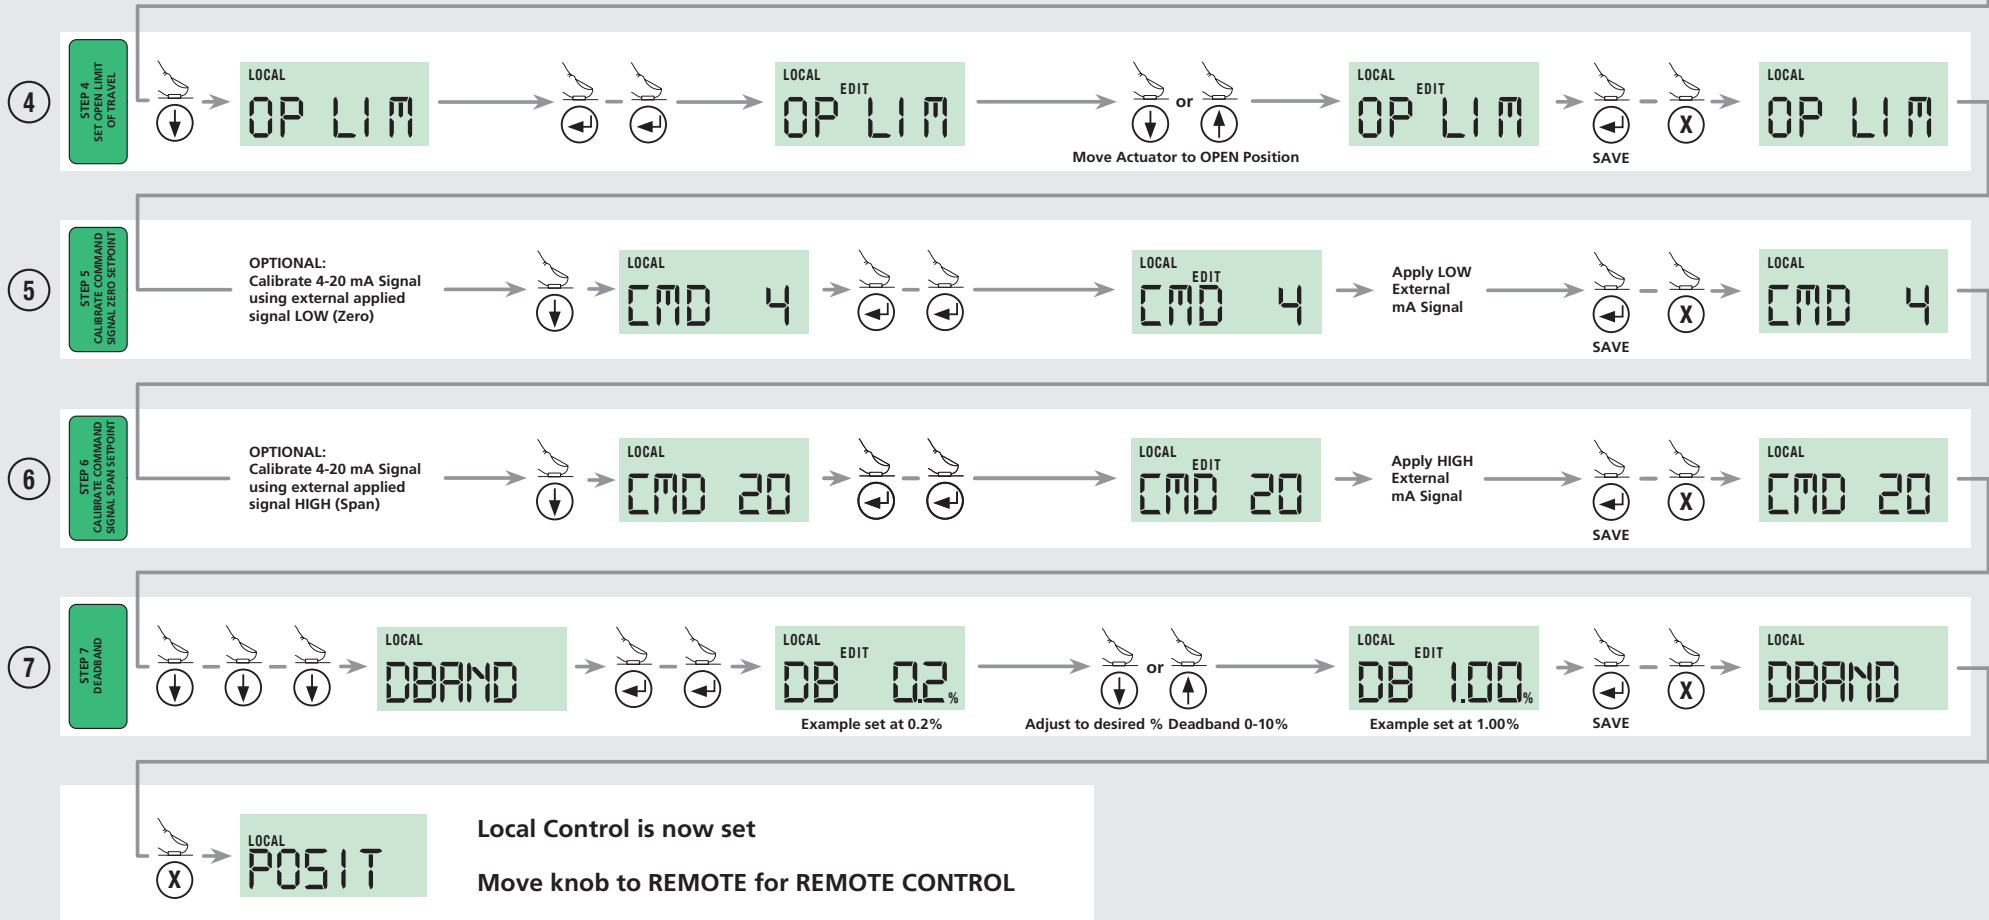 4
STEP 4
SET OPEN LIMIT
OF TRAVEL
LOCAL
OP LIM
LOCAL
EDIT
OP LIM
or
Move Actuator to OPEN Position
LOCAL
EDIT
OP LIM
X
SAVE
LOCAL
OP LIM
5
STEP 5
CALIBRATE COMMAND
SIGNAL ZERO SETPOINT
OPTIONAL:
Calibrate 4-20 mA Signal
using external applied
signal LOW (Zero)
LOCAL
CMD 4
LOCAL
EDIT
CMD 4
Apply LOW
External
mA Signal
X
SAVE
LOCAL
CMD 4
6
STEP 6
CALIBRATE COMMAND
SIGNAL SPAN SETPOINT
OPTIONAL:
Calibrate 4-20 mA Signal
using external applied
signal HIGH (Span)
LOCAL
CMD 20
LOCAL
EDIT
CMD 20
Apply HIGH
External
mA Signal
X
SAVE
LOCAL
CMD 20
7
STEP 7
DEADBAND
LOCAL
DBAND
LOCAL
EDIT
DB 0.2%
Example set at 0.2%
or
Adjust to desired % Deadband 0-10%
LOCAL
EDIT
DB 1.00%
Example set at 1.00%
X
SAVE
LOCAL
DBAND
X
LOCAL
POSIT
Local Control is now set
Move knob to REMOTE for REMOTE CONTROL